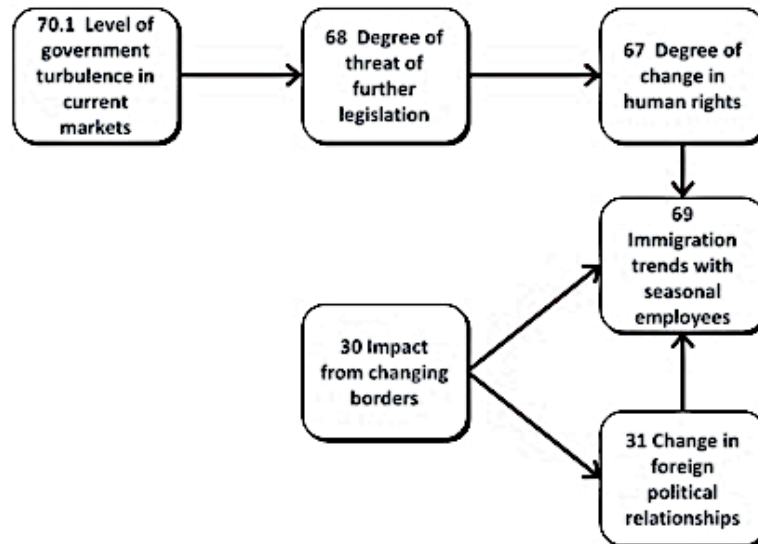 70.1 Level of
government
turbulence in
current
markets
68 Degree of
threat of
further
legislation
67 Degree of
change in
human rights
69
Immigration
trends with
seasonal
employees
30 Impact
from changing
borders
31 Change in
foreign
political
relationships